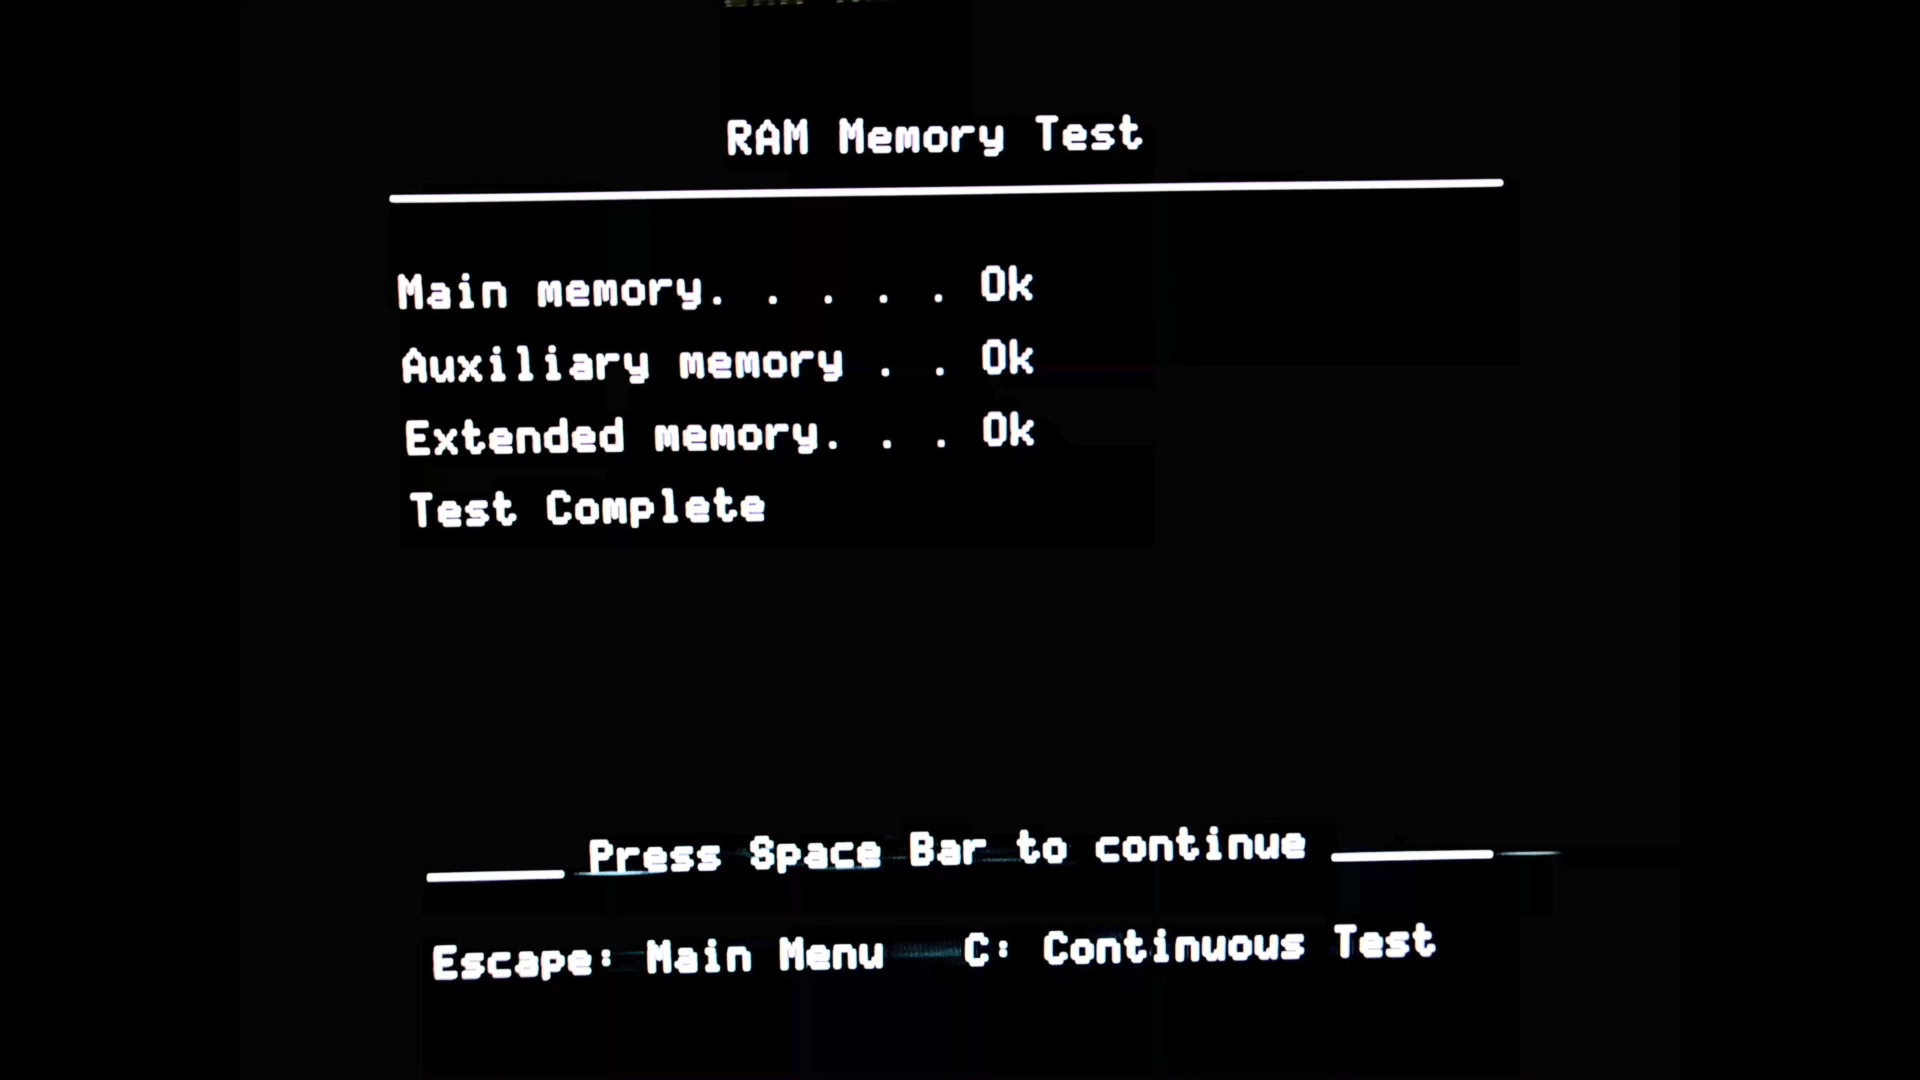 RAM Memory Test
Main memory. . . . . Ok
Auxiliary memory . . Ok
Extended memory. . . Ok
Test Complete
Press Space Bar to continue
Escape: Main Menu C: Continuous Test